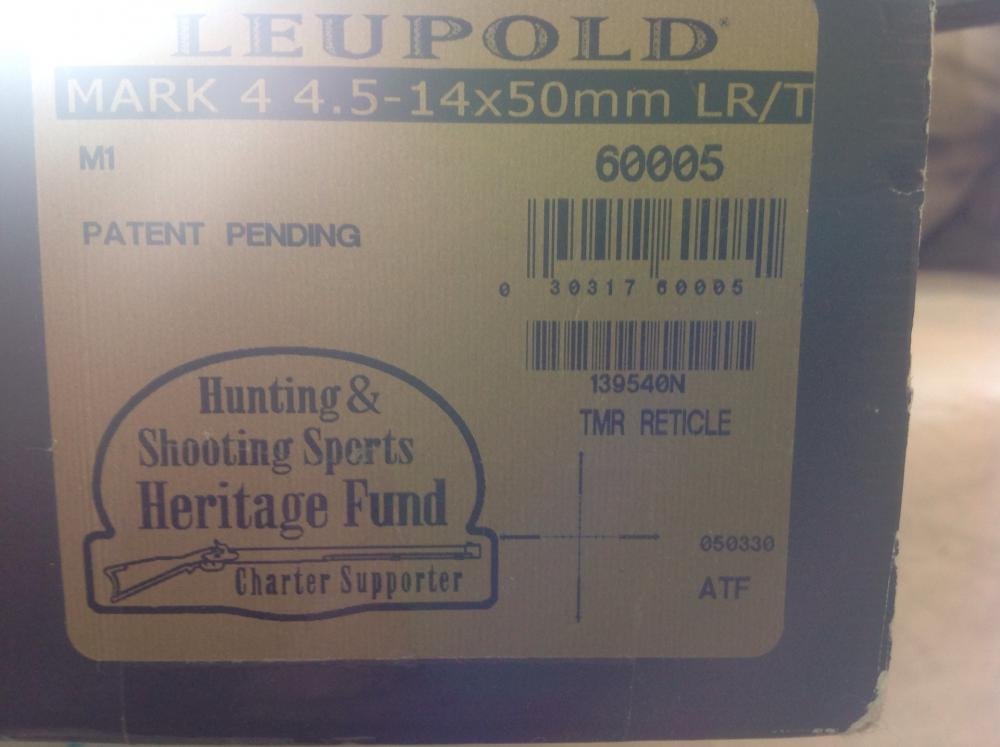 LEUPOLD
MARK 4 4.5-14x50mm LR/T
M1
60005
PATENT PENDING
0 30317 60005
139540N
TMR RETICLE
Hunting &
Shooting Sports
Heritage Fund
Charter Supporter
050330
ATF